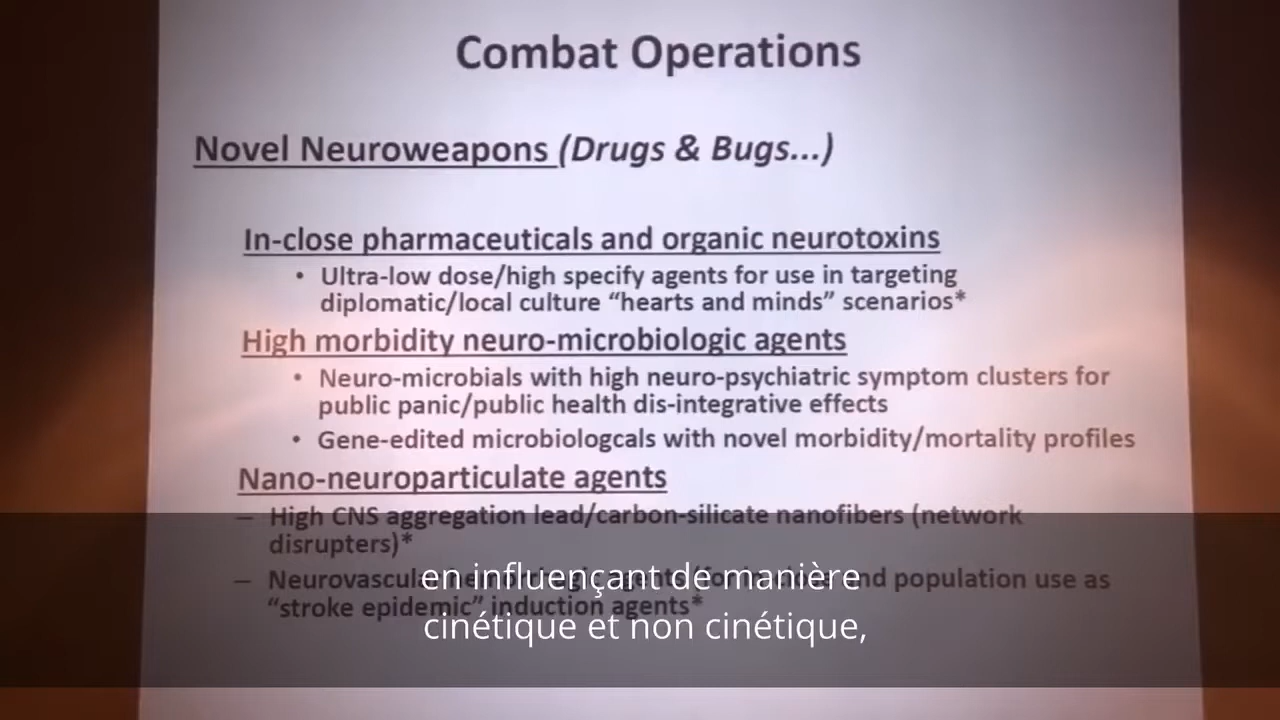 Combat Operations
Novel Neuroweapons (Drugs & Bugs...)
In-close pharmaceuticals and organic neurotoxins
• Ultra-low dose/high specify agents for use in targeting
diplomatic/local culture “hearts and minds” scenarios*
High morbidity neuro-microbiologic agents
• Neuro-microbials with high neuro-psychiatric symptom clusters for
public panic/public health dis-integrative effects
• Gene-edited microbiologcals with novel morbidity/mortality profiles
Nano-neuroparticulate agents
– High CNS aggregation lead/carbon-silicate nanofibers (network
disrupters)*
– Neurovascular and population use as
“stroke epidemic” induction agents*
en influençant de manière
cinétique et non cinétique,